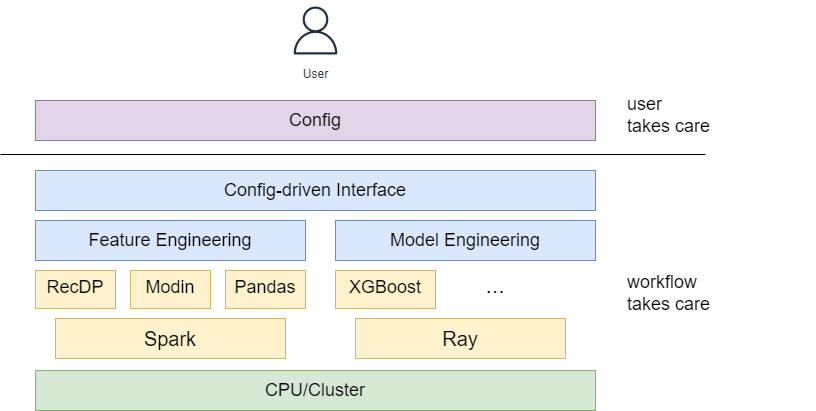 User
Config
user
takes care
Config-driven Interface
Feature Engineering
Model Engineering
RecDP
Modin
Pandas
XGBoost
...
workflow
takes care
Spark
Ray
CPU/Cluster